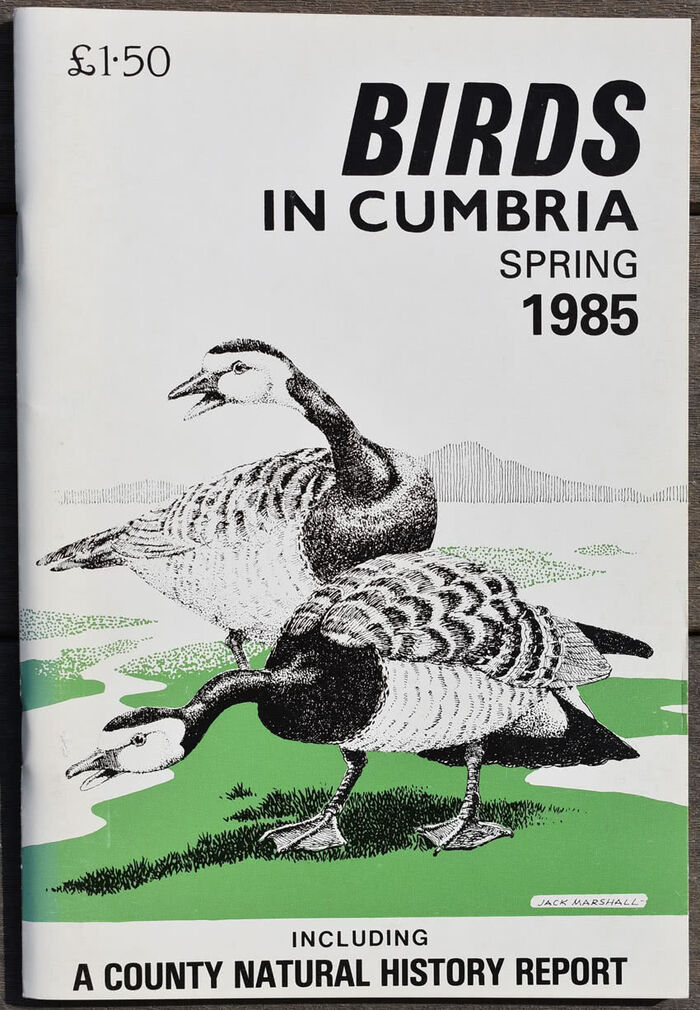 £1·50
BIRDS
IN CUMBRIA
SPRING
1985
JACK MARSHALL
INCLUDING
A COUNTY NATURAL HISTORY REPORT